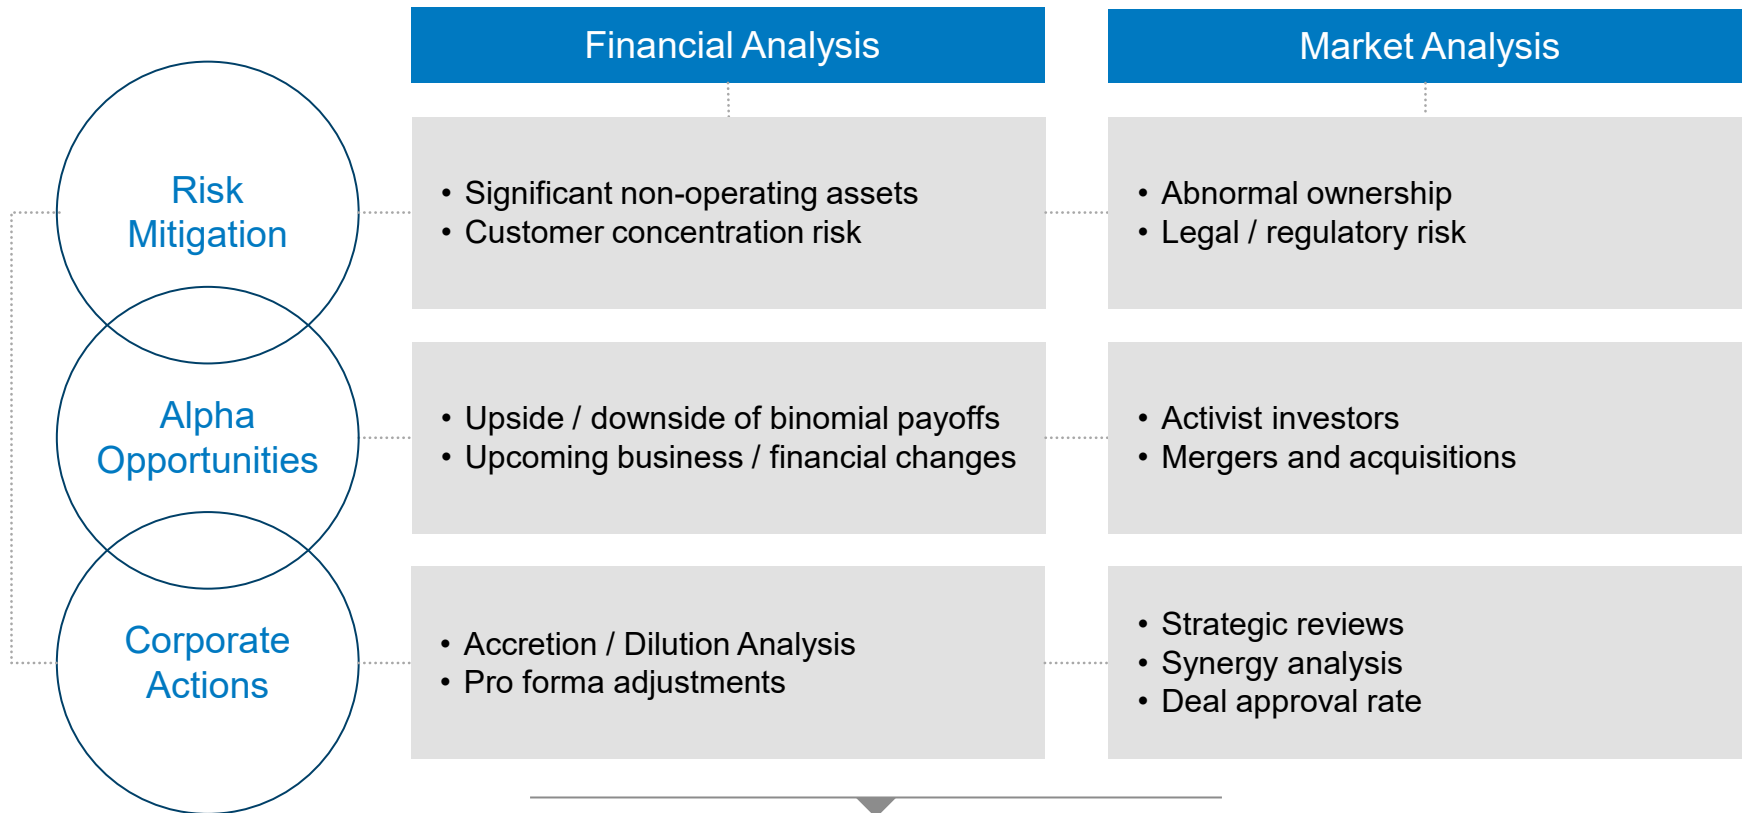 Financial Analysis
Market Analysis
Risk
Mitigation
• Significant non-operating assets
• Customer concentration risk
• Abnormal ownership
• Legal / regulatory risk
Alpha
Opportunities
• Upside / downside of binomial payoffs
• Upcoming business / financial changes
• Activist investors
• Mergers and acquisitions
Corporate
Actions
• Accretion / Dilution Analysis
• Pro forma adjustments
• Strategic reviews
• Synergy analysis
• Deal approval rate